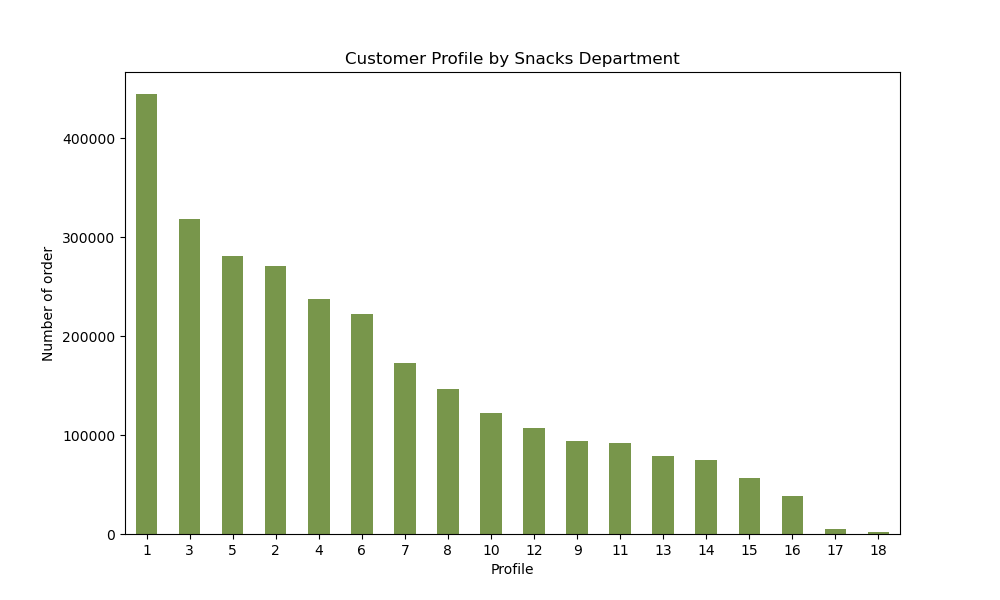 Customer Profile by Snacks Department
Number of order
400000
300000
200000
100000
0
1 3 5 2 4 6 7 8 10 12 9 11 13 14 15 16 17 18
Profile